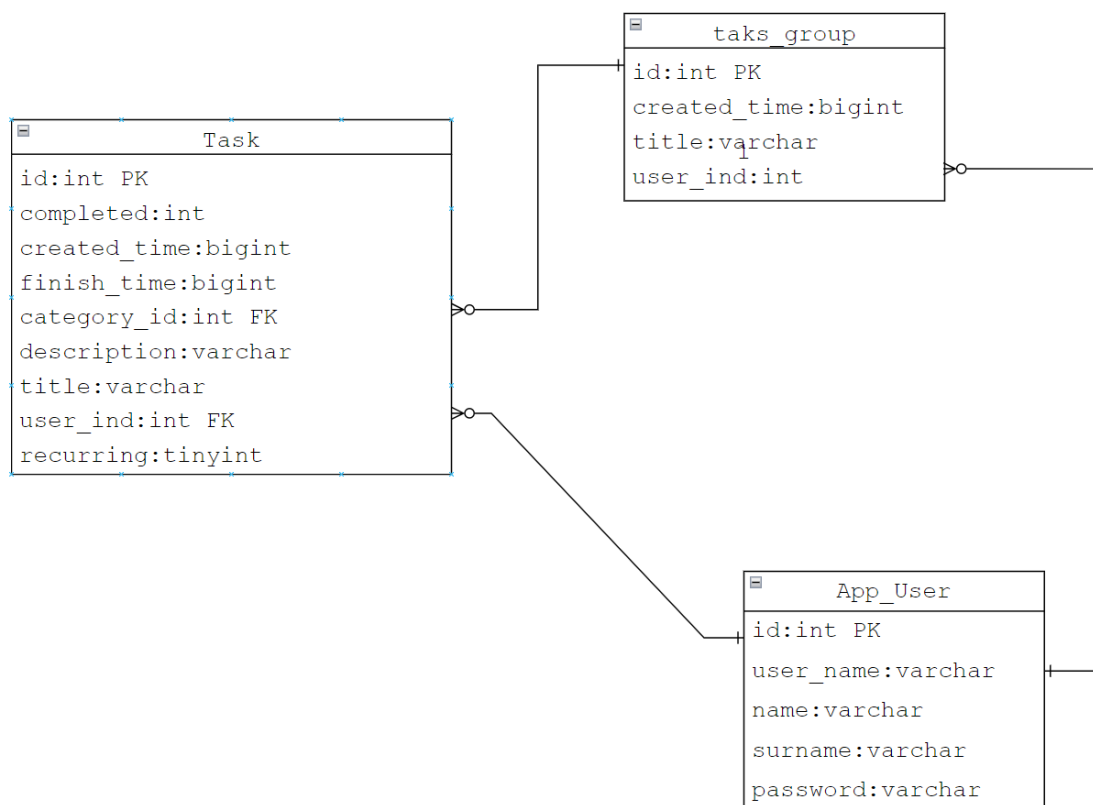 taks_group
id:int PK
created_time:bigint
title:varchar
user_ind:int
Task
id:int PK
completed:int
created_time:bigint
finish_time:bigint
category_id:int FK
description:varchar
title:varchar
user_ind:int FK
recurring:tinyint
App_User
id:int PK
user_name:varchar
name:varchar
surname:varchar
password:varchar